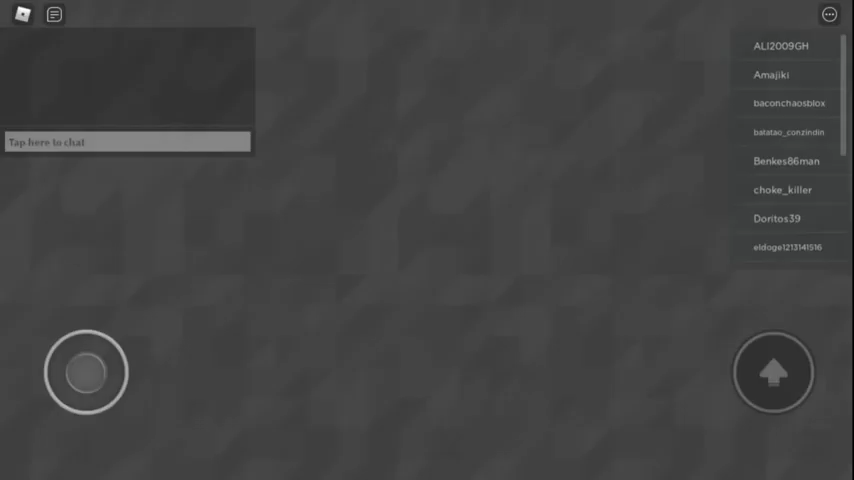 Tap here to chat
ALI2009GH
Amajiki
baconchaosblox
batatao_conzindin
Benkes86man
choke_killer
Doritos39
eldoge1213141516